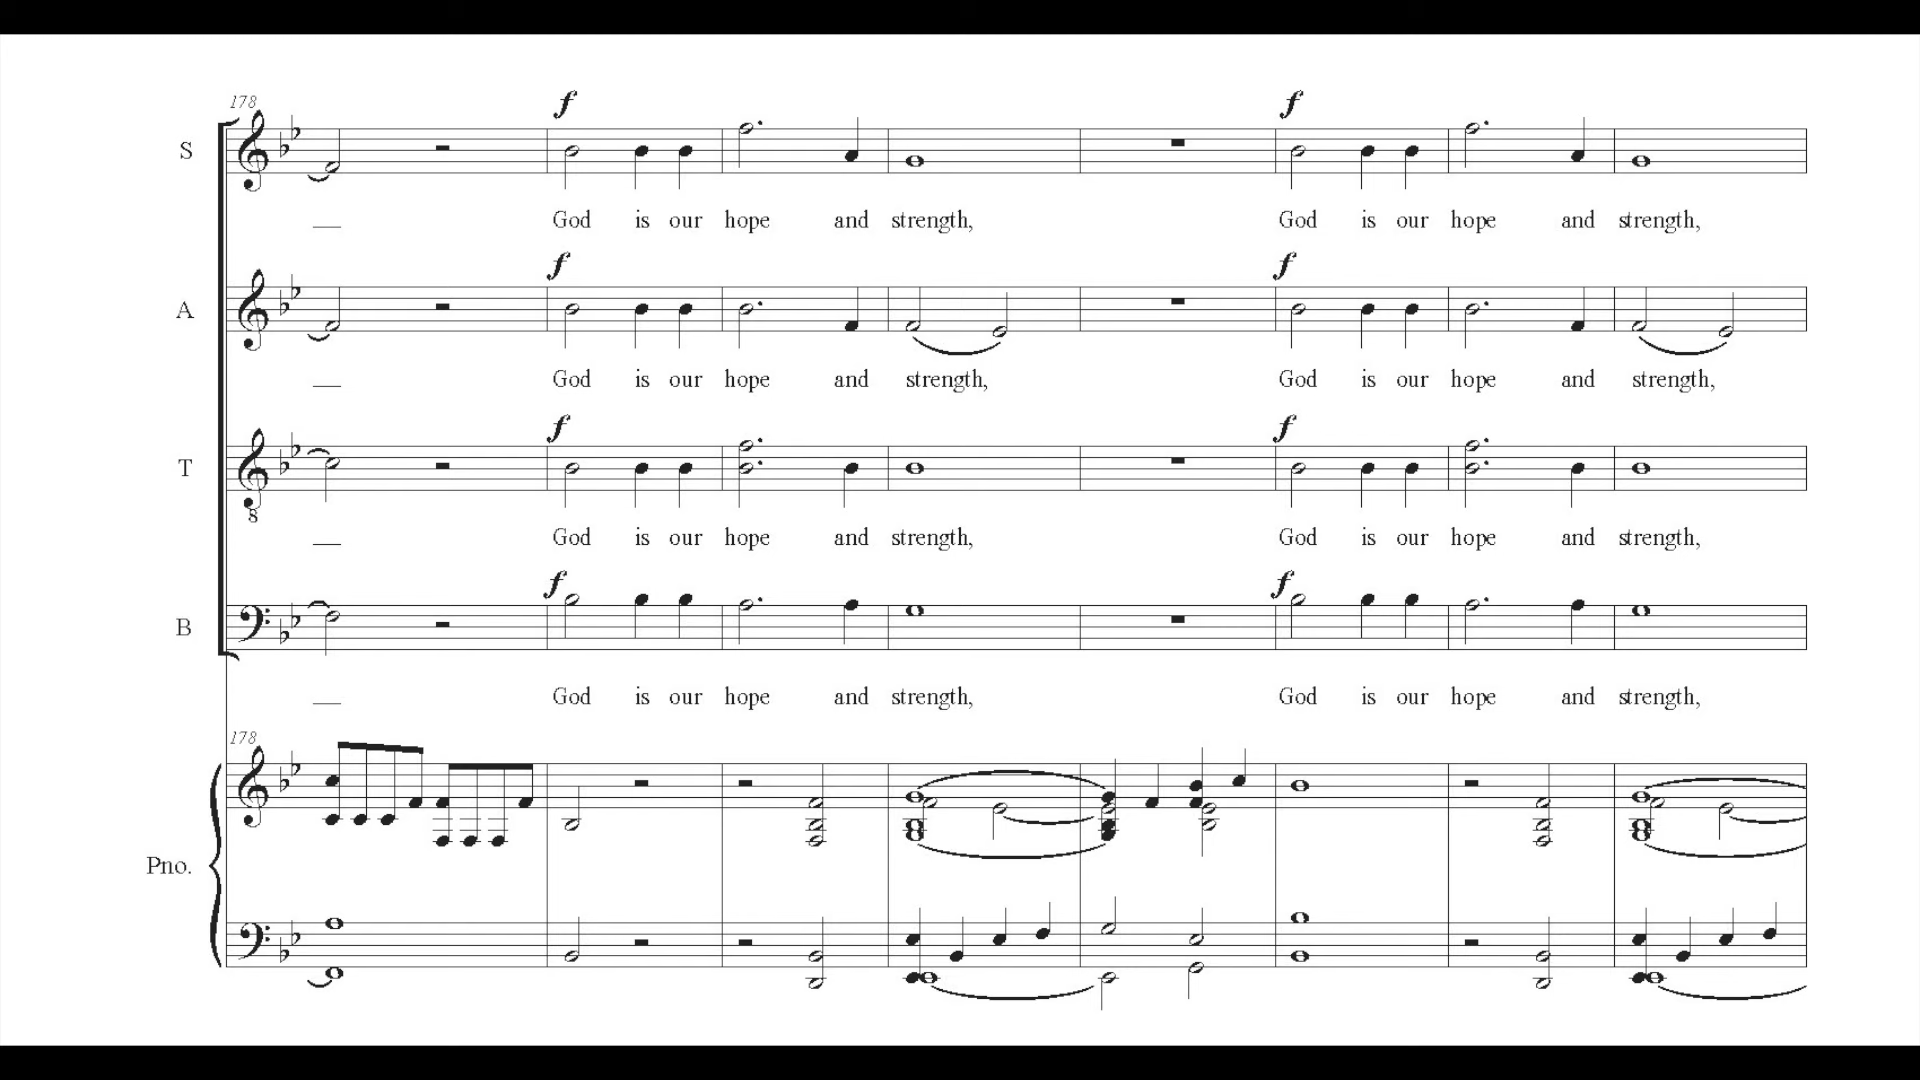 178
f f
S
God is our hope and strength, God is our hope and strength,
f f
A
God is our hope and strength, God is our hope and strength,
f f
T
8
God is our hope and strength, God is our hope and strength,
f f
B
God is our hope and strength, God is our hope and strength,
178
Pno.